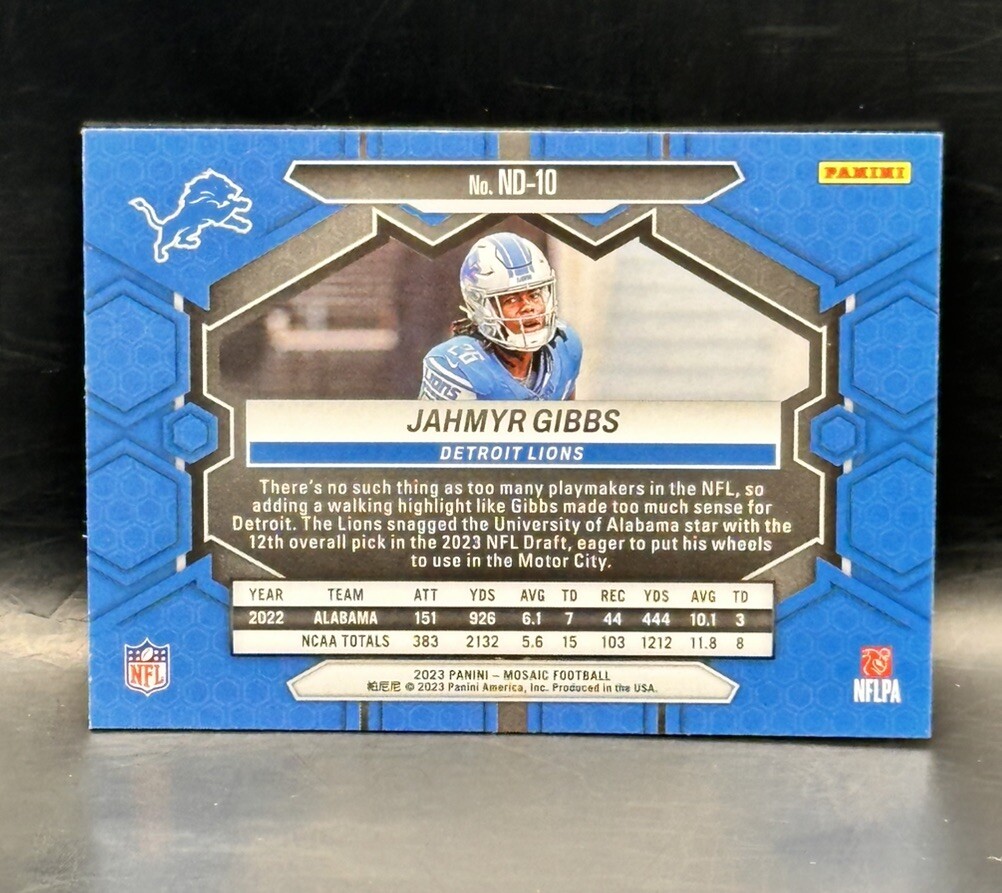 No. ND-10
PANINI
LIONS
26
LIONS
JAHMYR GIBBS
DETROIT LIONS
There's no such thing as too many playmakers in the NFL, so
adding a walking highlight like Gibbs made too much sense for
Detroit. The Lions snagged the University of Alabama star with the
12th overall pick in the 2023 NFL Draft, eager to put his wheels
to use in the Motor City.
YEAR TEAM ATT YDS AVG TD REC YDS AVG TD
2022 ALABAMA 151 926 6.1 7 44 444 10.1 3
NCAA TOTALS 383 2132 5.6 15 103 1212 11.8 8
NFL
2023 PANINI – MOSAIC FOOTBALL
帕尼尼 © 2023 Panini America, Inc. Produced in the USA.
NFLPA